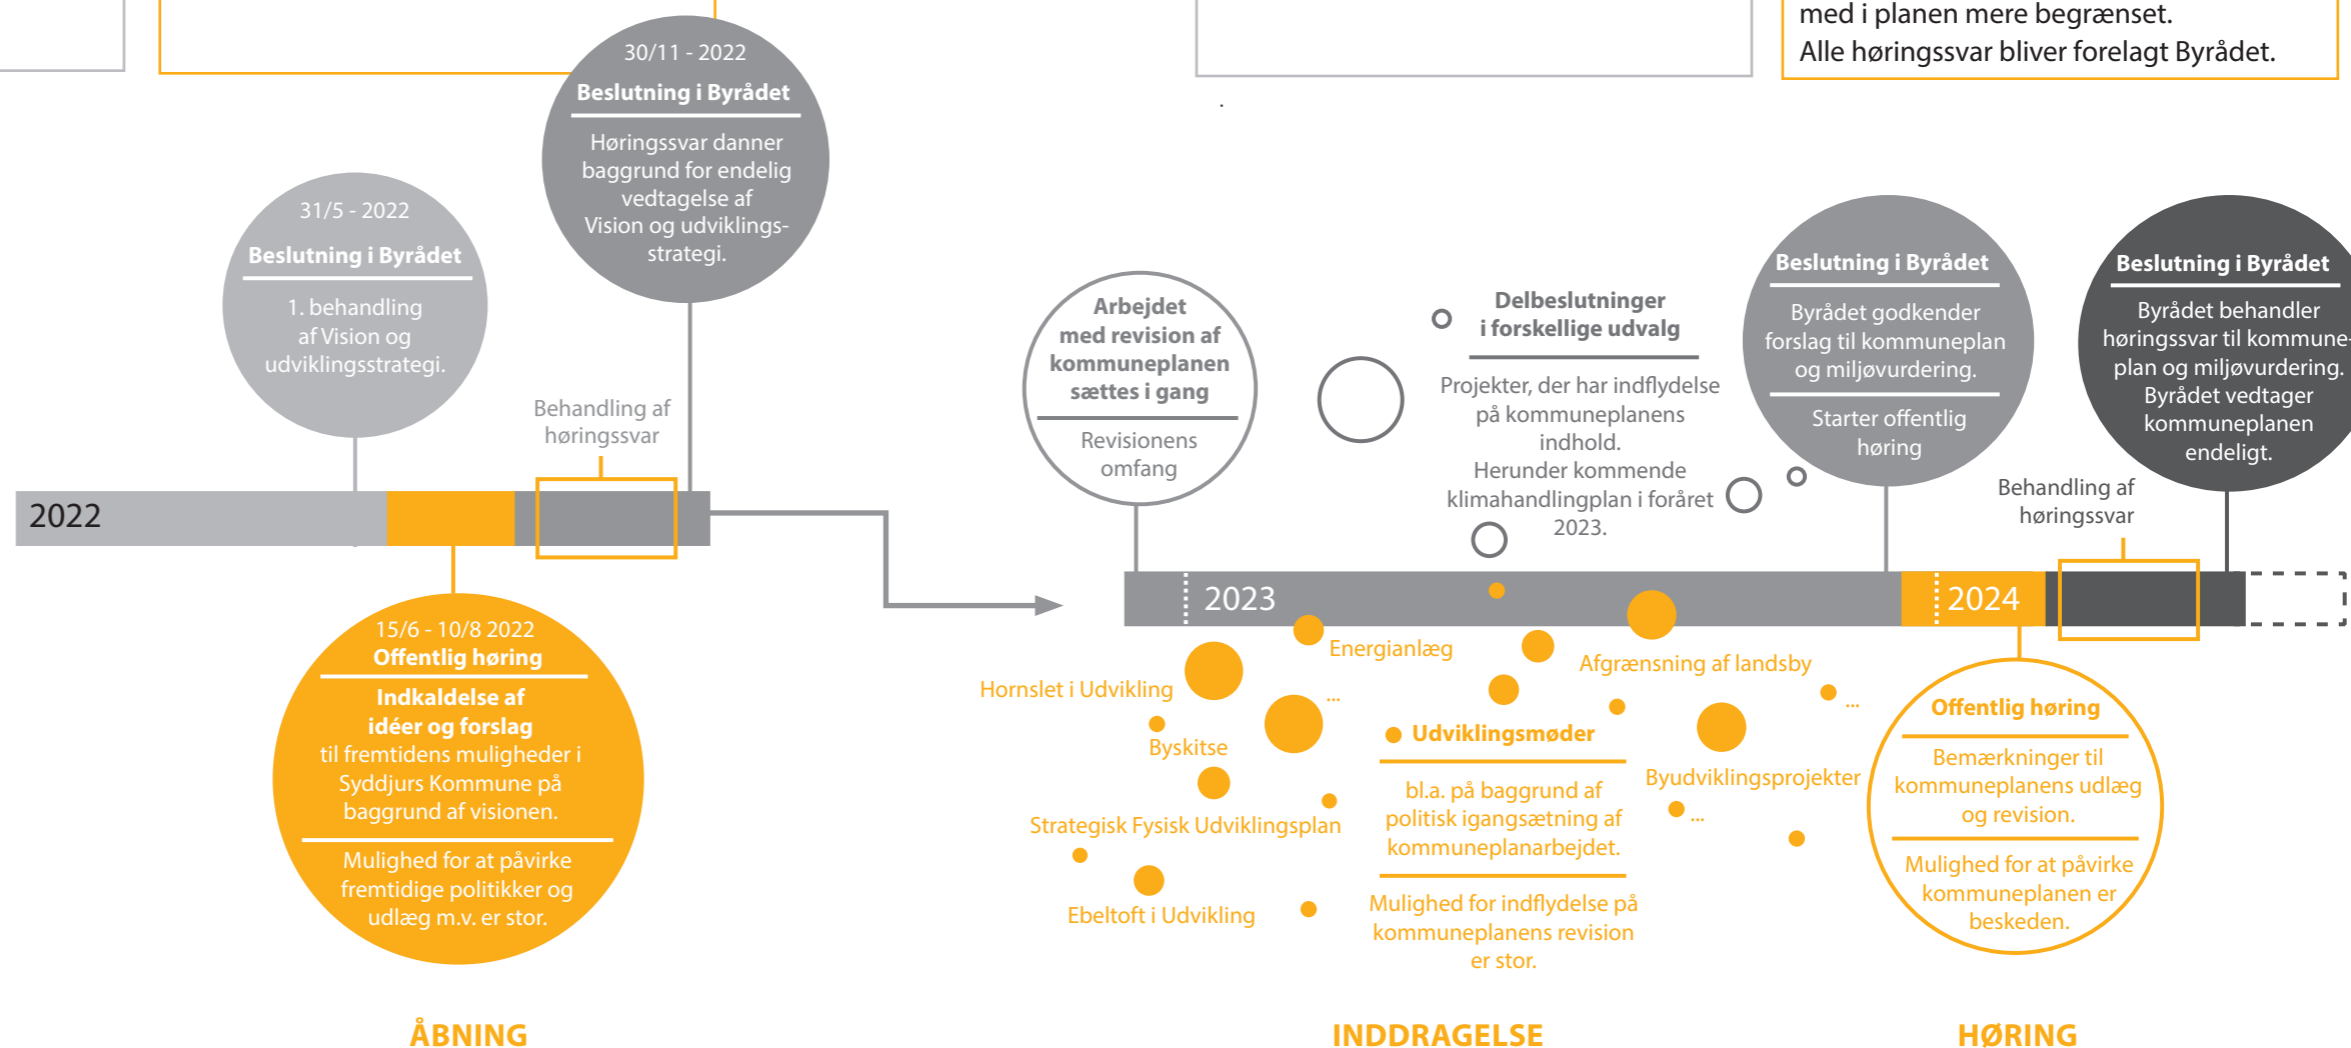 med i planen mere begrænset.
Alle høringssvar bliver forelagt Byrådet.
30/11 - 2022
Beslutning i Byrådet
Høringssvar danner
baggrund for endelig
vedtagelse af
Vision og udviklings-
strategi.
31/5 - 2022
Beslutning i Byrådet
1. behandling
af Vision og
udviklingsstrategi.
Behandling af
høringssvar
2022
15/6 - 10/8 2022
Offentlig høring
Indkaldelse af
idéer og forslag
til fremtidens muligheder i
Syddjurs Kommune på
baggrund af visionen.
Mulighed for at påvirke
fremtidige politikker og
udlæg m.v. er stor.
ÅBNING
Arbejdet
med revision af
kommuneplanen
sættes i gang
Revisionens
omfang
Delbeslutninger
i forskellige udvalg
Projekter, der har indflydelse
på kommuneplanens
indhold.
Herunder kommende
klimahandlingplan i foråret
2023.
Beslutning i Byrådet
Byrådet godkender
forslag til kommuneplan
og miljøvurdering.
Starter offentlig
høring
Beslutning i Byrådet
Byrådet behandler
høringssvar til kommune-
plan og miljøvurdering.
Byrådet vedtager
kommuneplanen
endeligt.
Behandling af
høringssvar
2023
2024
Energianlæg
Hornslet i Udvikling
...
Byskitse
Strategisk Fysisk Udviklingsplan
Ebeltoft i Udvikling
Udviklingsmøder
bl.a. på baggrund af
politisk igangsætning af
kommuneplanarbejdet.
Mulighed for indflydelse på
kommuneplanens revision
er stor.
Afgrænsning af landsby
...
Byudviklingsprojekter
...
INDDRAGELSE
Offentlig høring
Bemærkninger til
kommuneplanens udlæg
og revision.
Mulighed for at påvirke
kommuneplanen er
beskeden.
HØRING